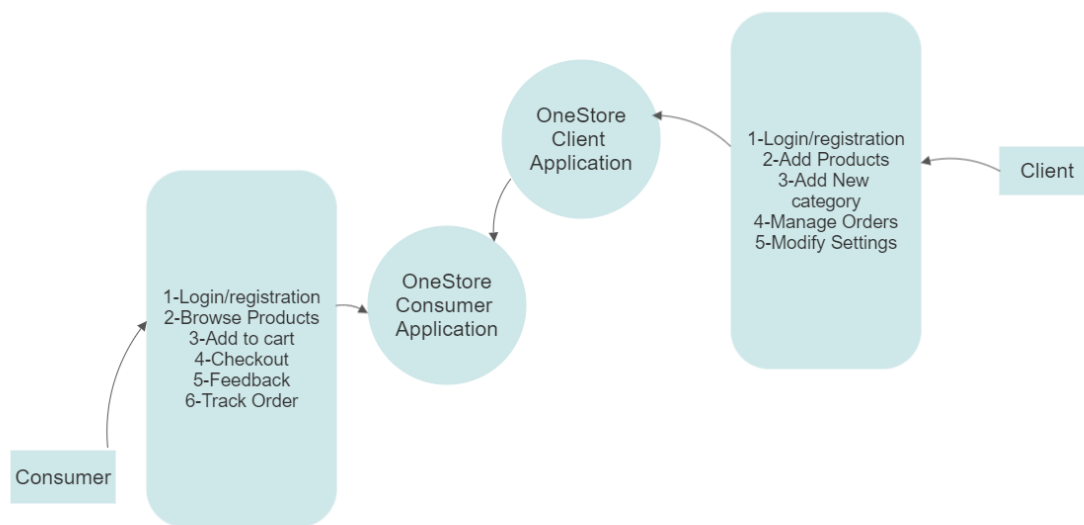 OneStore
Client
Application
1-Login/registration
2-Add Products
3-Add New
category
4-Manage Orders
5-Modify Settings
Client
OneStore
Consumer
Application
1-Login/registration
2-Browse Products
3-Add to cart
4-Checkout
5-Feedback
6-Track Order
Consumer